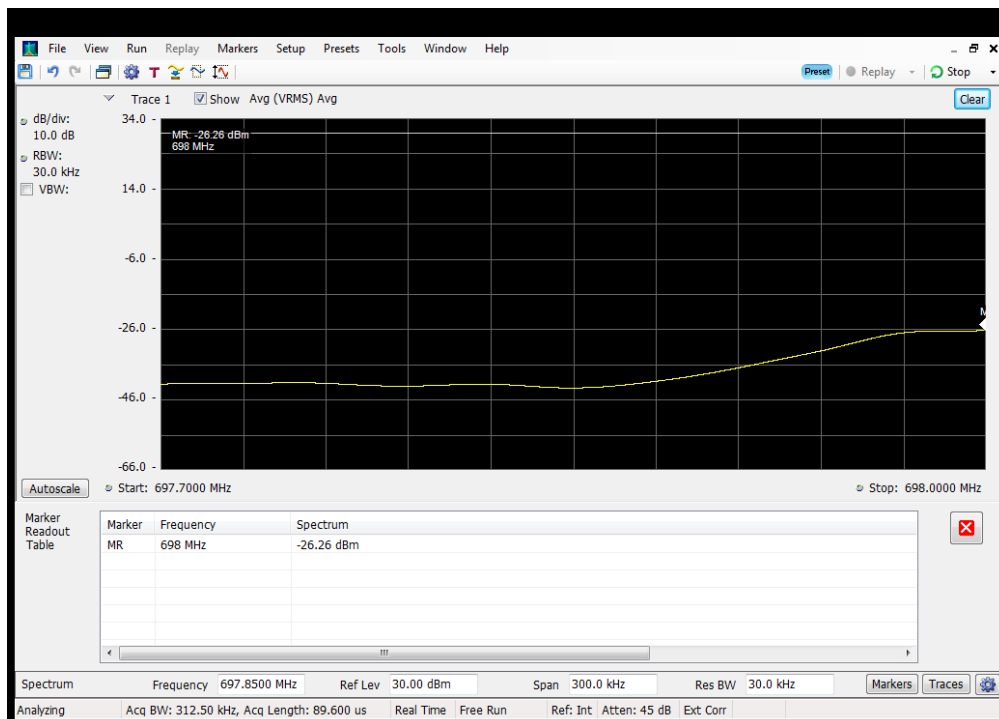 File View Run Replay Markers Setup Presets Tools Window Help
T Preset Replay Stop
Trace 1 Show Avg (VRMS) Avg Clear
dB/div:
10.0 dB
RBW:
30.0 kHz
VBW:
34.0
14.0
-6.0
-26.0
-46.0
-66.0
MR: -26.26 dBm
698 MHz
M
Autoscale Start: 697.7000 MHz Stop: 698.0000 MHz
Marker
Readout
Table
Marker Frequency Spectrum
MR 698 MHz -26.26 dBm
Spectrum Frequency 697.8500 MHz Ref Lev 30.00 dBm Span 300.0 kHz Res BW 30.0 kHz Markers Traces
Analyzing Acq BW: 312.50 kHz, Acq Length: 89.600 us Real Time Free Run Ref: Int Atten: 45 dB Ext Corr